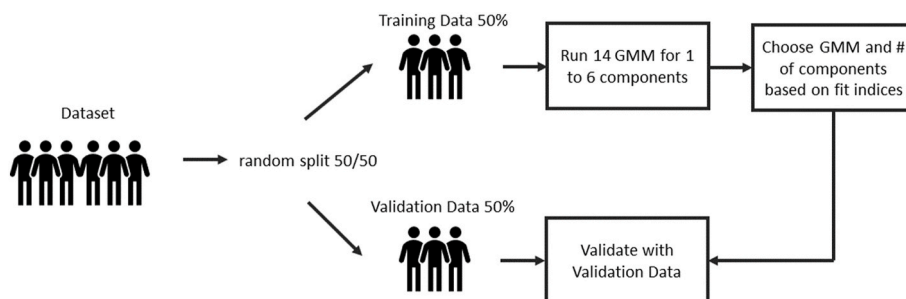 Dataset
random split 50/50
Training Data 50%
Run 14 GMM for 1
to 6 components
Choose GMM and #
of components
based on fit indices
Validation Data 50%
Validate with
Validation Data